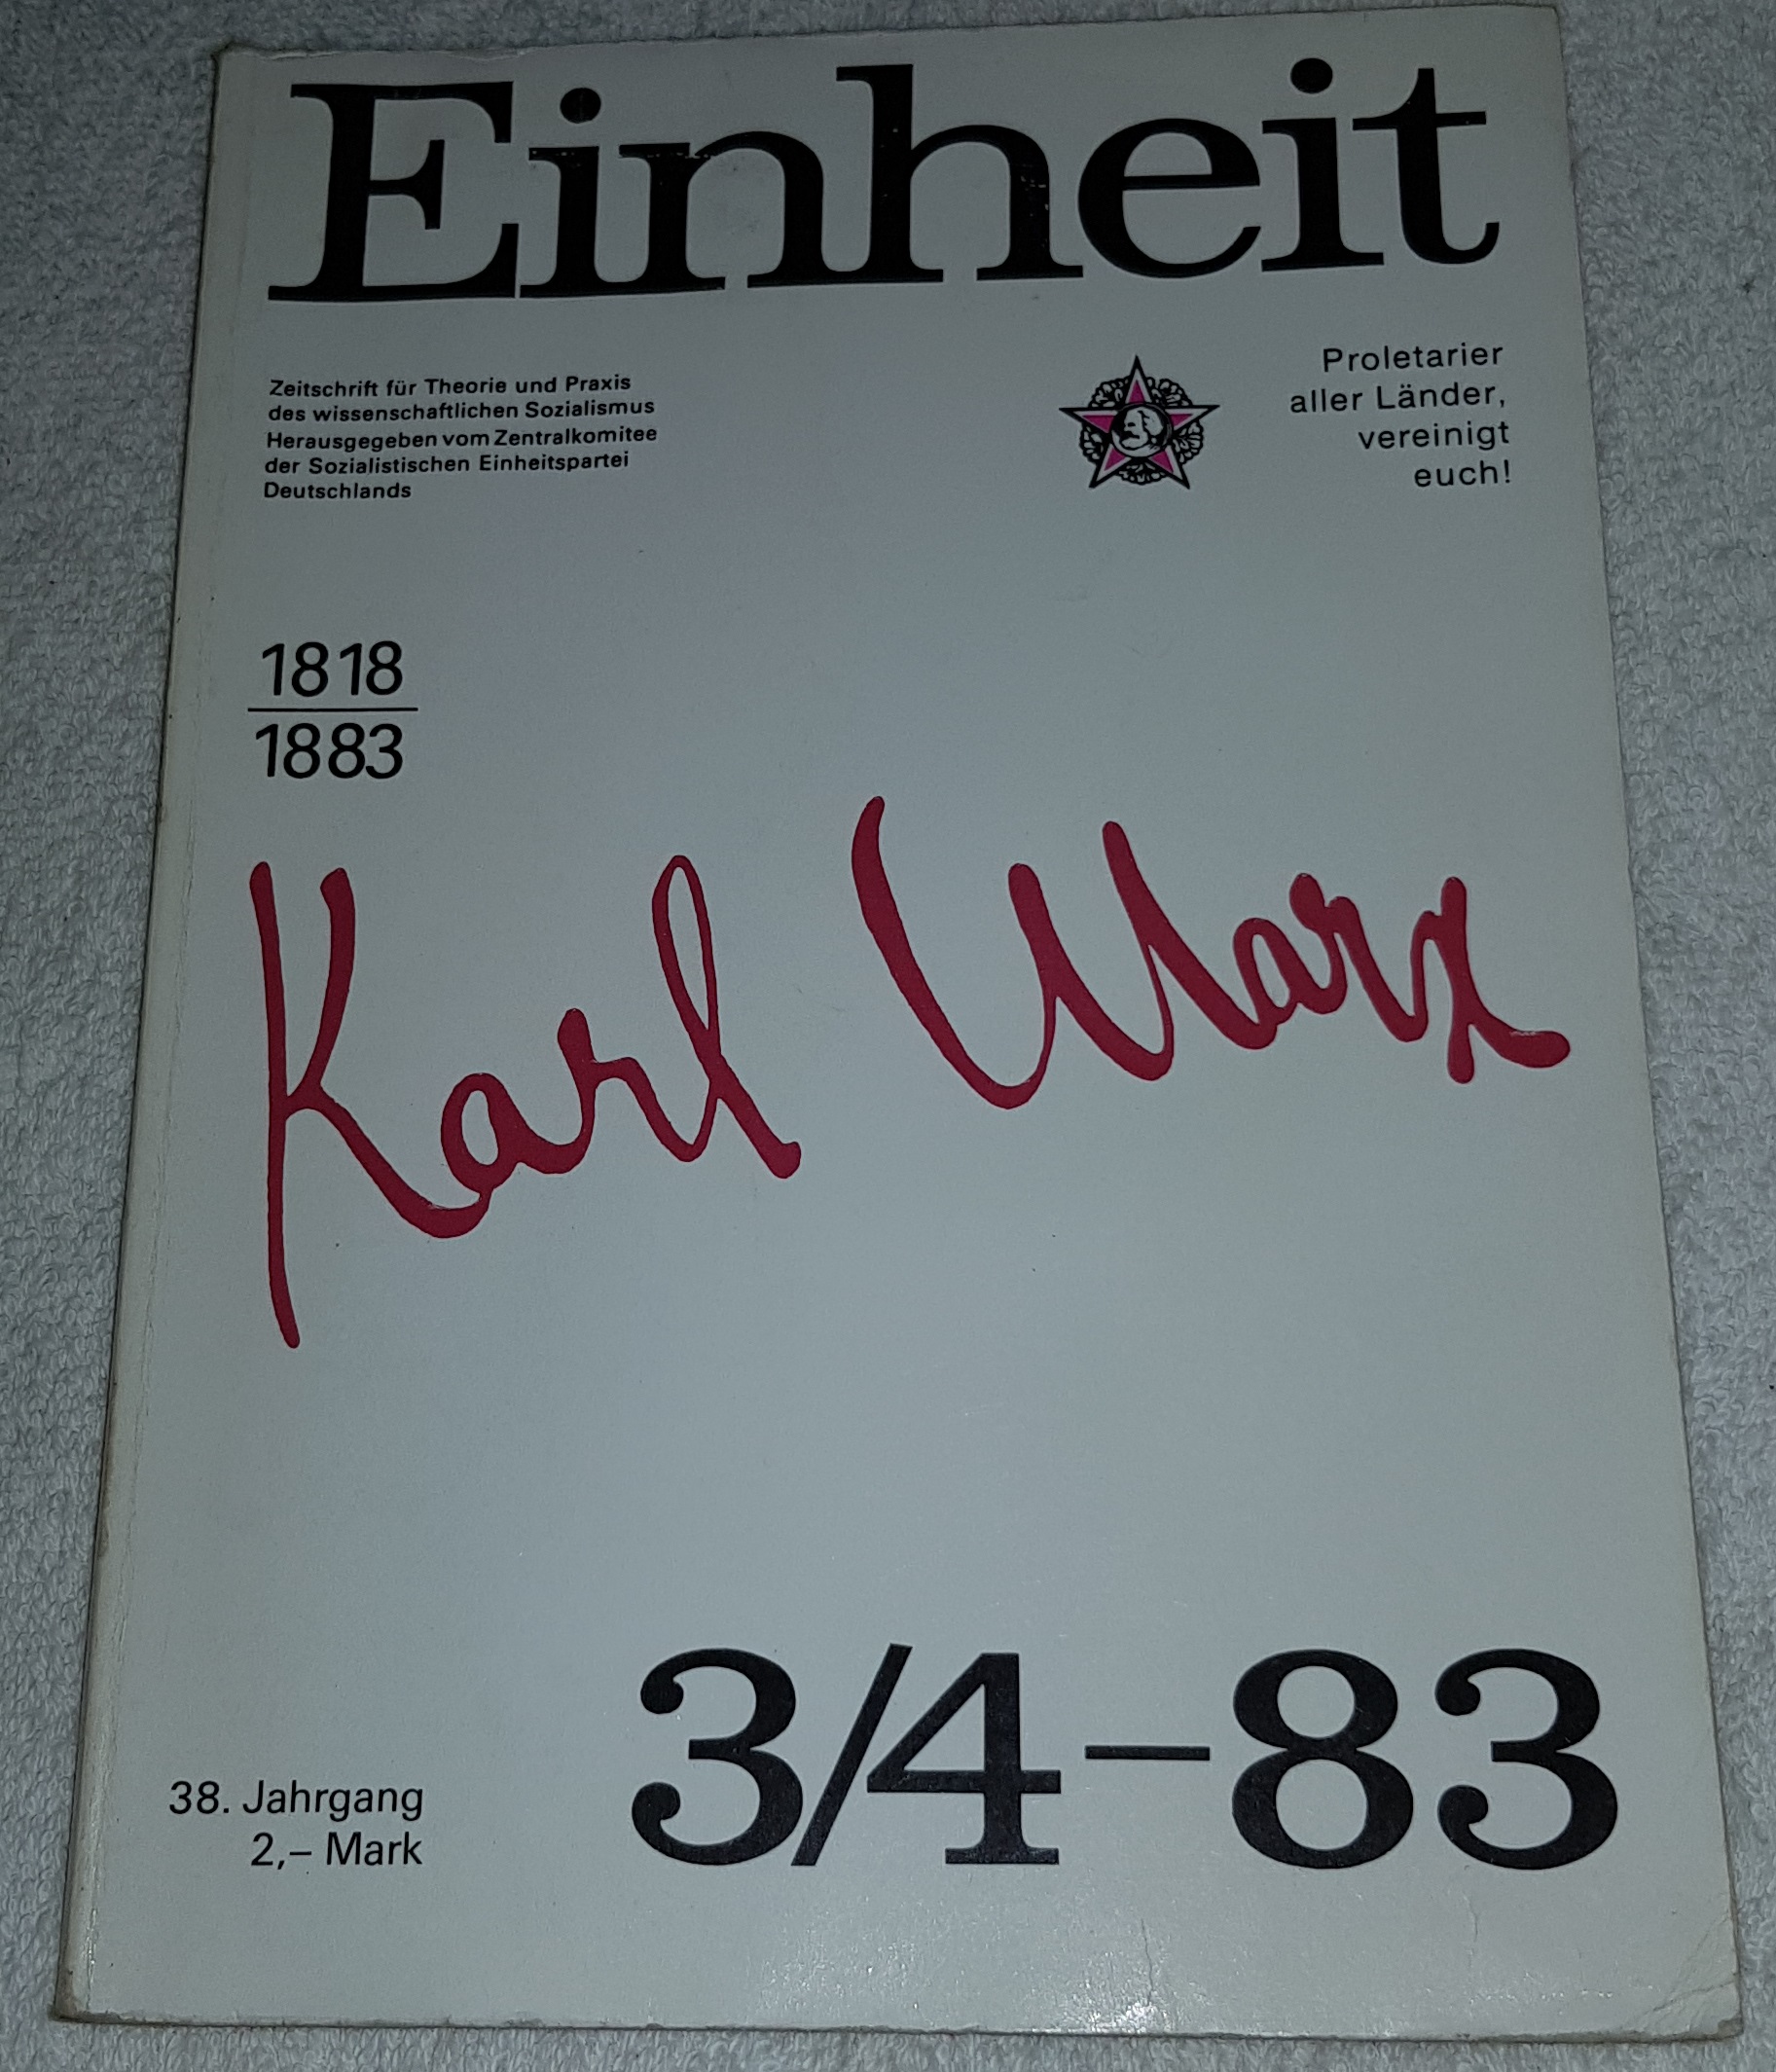 Einheit
Zeitschrift für Theorie und Praxis
des wissenschaftlichen Sozialismus
Herausgegeben vom Zentralkomitee
der Sozialistischen Einheitspartei
Deutschlands
Proletarier
aller Länder,
vereinigt
euch!
1818
1883
Karl Marx
38. Jahrgang
2,– Mark
3/4–83